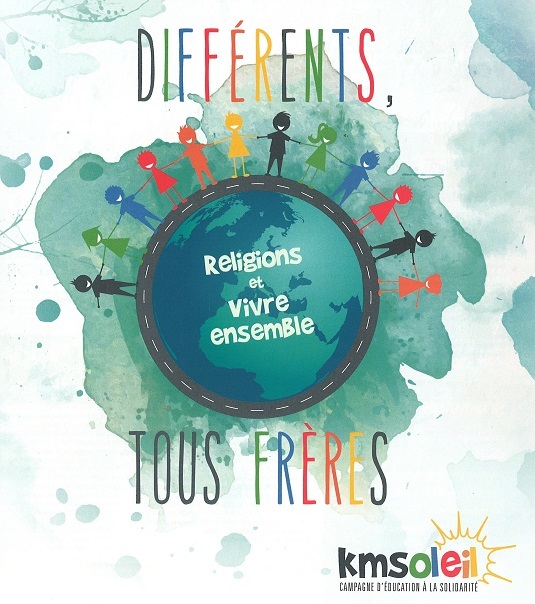 DIFFÉRENTS,
Religions
et
vivre
ensemble
TOUS FRÈRES
kmsoleil
CAMPAGNE D'ÉDUCATION À LA SOLIDARITÉ